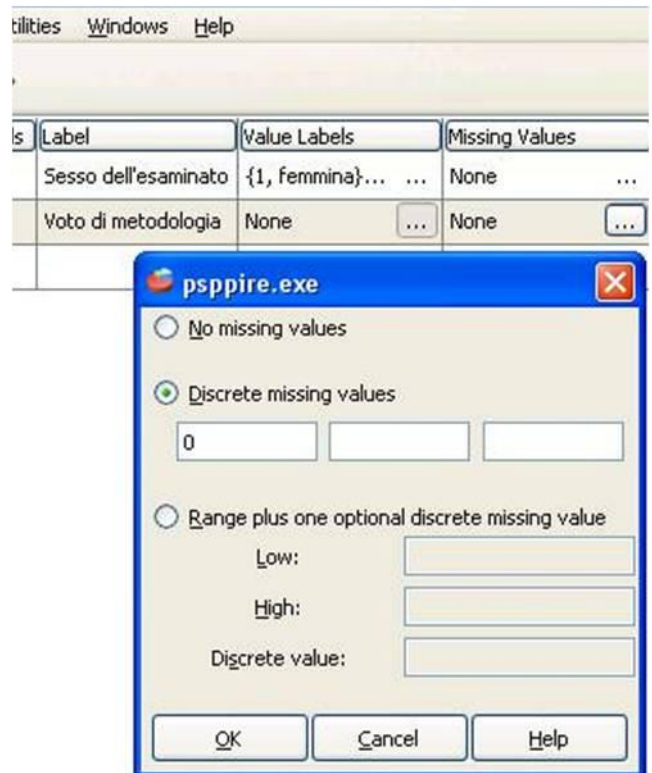 tilities Windows Help
ls Label Value Labels Missing Values
Sesso dell'esaminato {1, femmina}... ... None ...
Voto di metodologia None ... None ...
psppire.exe
No missing values
Discrete missing values
0
Range plus one optional discrete missing value
Low:
High:
Discrete value:
OK Cancel Help